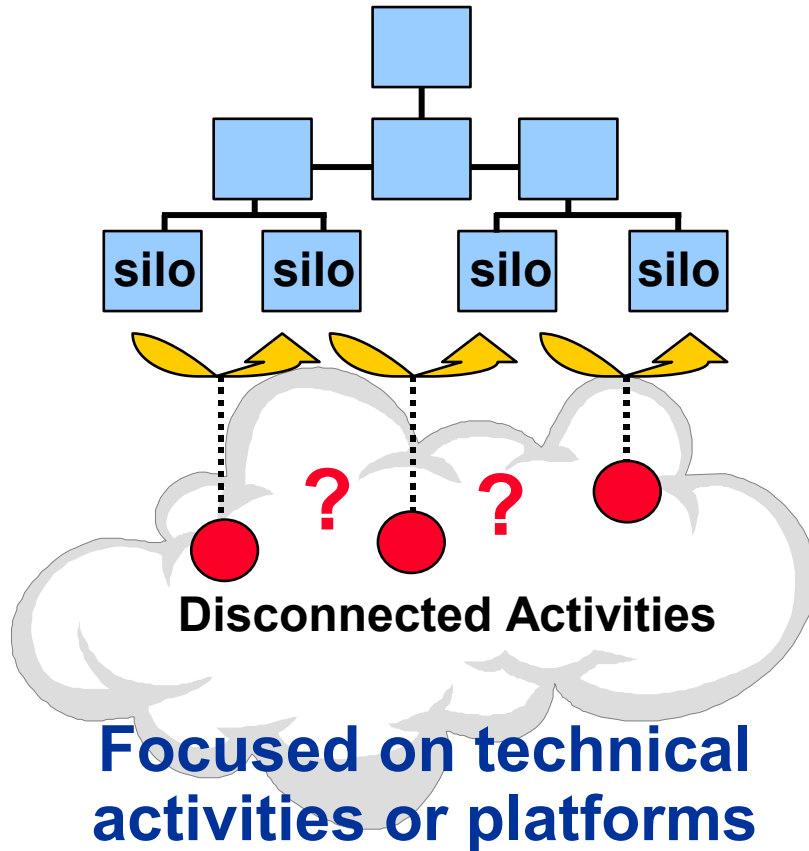 silo silo silo silo
? ?
Disconnected Activities
Focused on technical
activities or platforms